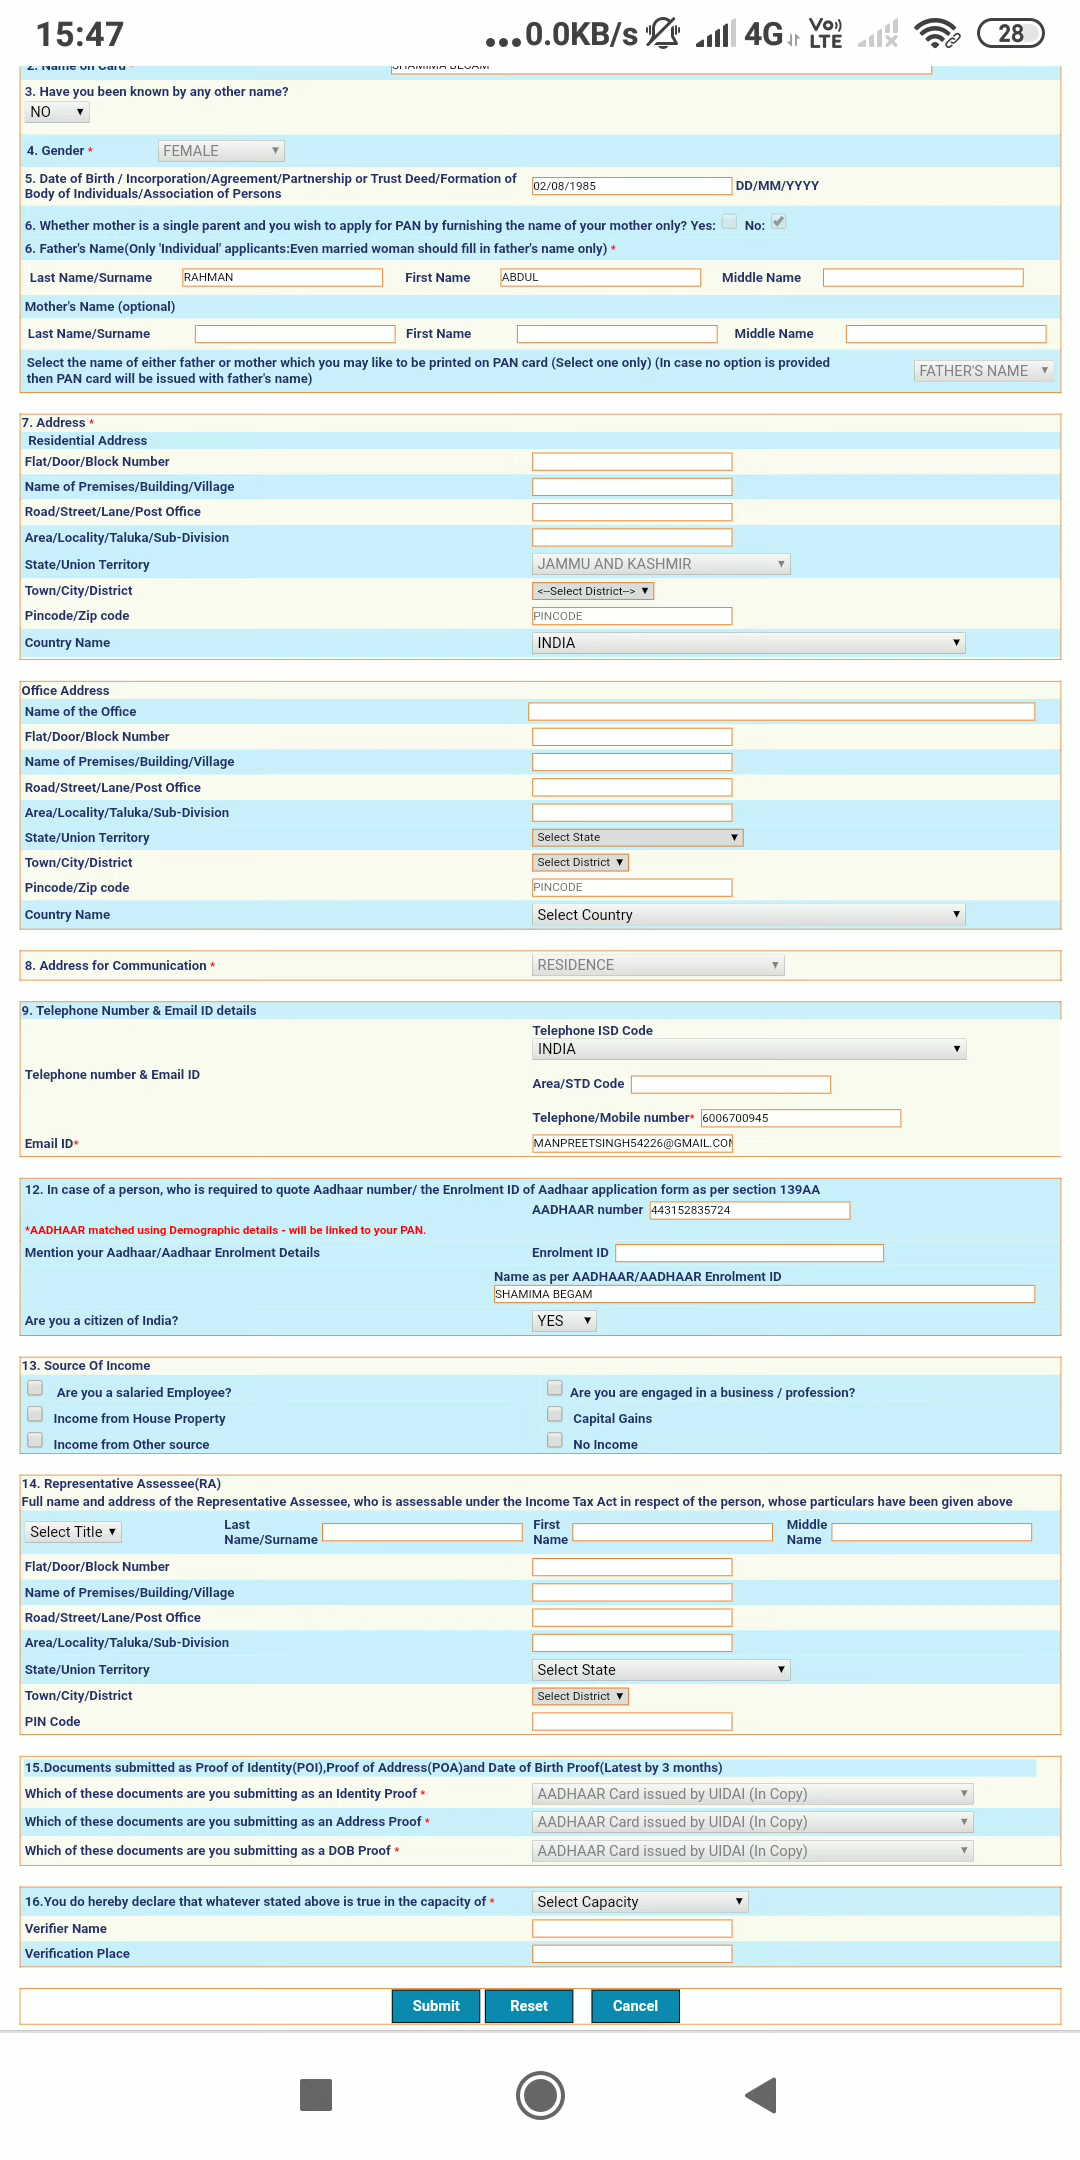 15:47
...0.0KB/s 4G Vo)) LTE 28
2. Name on Card * SHAMIMA BEGAM
3. Have you been known by any other name?
NO
4. Gender * FEMALE
5. Date of Birth / Incorporation/Agreement/Partnership or Trust Deed/Formation of Body of Individuals/Association of Persons 02/08/1985 DD/MM/YYYY
6. Whether mother is a single parent and you wish to apply for PAN by furnishing the name of your mother only? Yes: No:
6. Father's Name(Only 'Individual' applicants:Even married woman should fill in father's name only) *
Last Name/Surname RAHMAN First Name ABDUL Middle Name
Mother's Name (optional)
Last Name/Surname First Name Middle Name
Select the name of either father or mother which you may like to be printed on PAN card (Select one only) (In case no option is provided
then PAN card will be issued with father's name) FATHER'S NAME
7. Address *
Residential Address
Flat/Door/Block Number
Name of Premises/Building/Village
Road/Street/Lane/Post Office
Area/Locality/Taluka/Sub-Division
State/Union Territory JAMMU AND KASHMIR
Town/City/District <--Select District-->
Pincode/Zip code PINCODE
Country Name INDIA
Office Address
Name of the Office
Flat/Door/Block Number
Name of Premises/Building/Village
Road/Street/Lane/Post Office
Area/Locality/Taluka/Sub-Division
State/Union Territory Select State
Town/City/District Select District
Pincode/Zip code PINCODE
Country Name Select Country
8. Address for Communication * RESIDENCE
9. Telephone Number & Email ID details
Telephone ISD Code
INDIA
Telephone number & Email ID
Area/STD Code
Telephone/Mobile number* 6006700945
Email ID* MANPREETSINGH54226@GMAIL.COM
12. In case of a person, who is required to quote Aadhaar number/ the Enrolment ID of Aadhaar application form as per section 139AA
AADHAAR number 443152835724
*AADHAAR matched using Demographic details - will be linked to your PAN.
Mention your Aadhaar/Aadhaar Enrolment Details Enrolment ID
Name as per AADHAAR/AADHAAR Enrolment ID
SHAMIMA BEGAM
Are you a citizen of India? YES
13. Source Of Income
Are you a salaried Employee? Are you are engaged in a business / profession?
Income from House Property Capital Gains
Income from Other source No Income
14. Representative Assessee(RA)
Full name and address of the Representative Assessee, who is assessable under the Income Tax Act in respect of the person, whose particulars have been given above
Select Title Last Name/Surname First Name Middle Name
Flat/Door/Block Number
Name of Premises/Building/Village
Road/Street/Lane/Post Office
Area/Locality/Taluka/Sub-Division
State/Union Territory Select State
Town/City/District Select District
PIN Code
15.Documents submitted as Proof of Identity(POI),Proof of Address(POA)and Date of Birth Proof(Latest by 3 months)
Which of these documents are you submitting as an Identity Proof * AADHAAR Card issued by UIDAI (In Copy)
Which of these documents are you submitting as an Address Proof * AADHAAR Card issued by UIDAI (In Copy)
Which of these documents are you submitting as a DOB Proof * AADHAAR Card issued by UIDAI (In Copy)
16.You do hereby declare that whatever stated above is true in the capacity of * Select Capacity
Verifier Name
Verification Place
Submit Reset Cancel